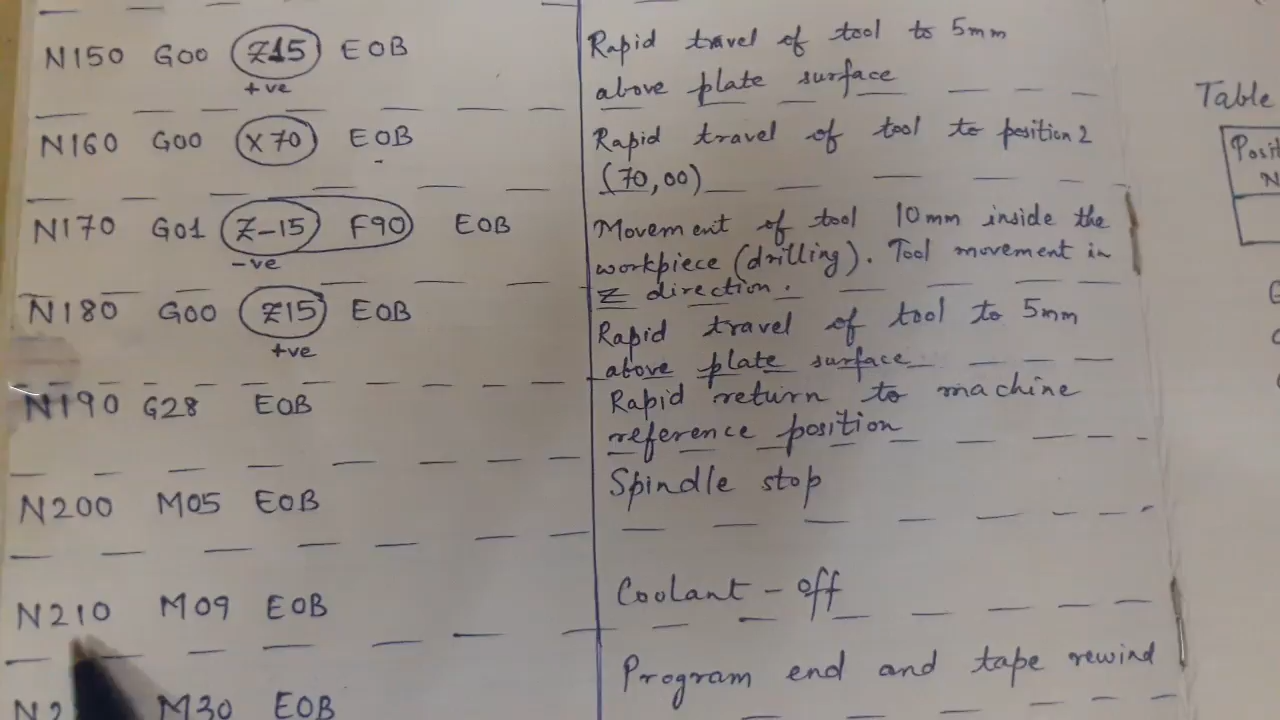 N150 G00 Z15 EOB
+ve
Rapid travel of tool to 5mm
above plate surface
N160 G00 X70 EOB
Rapid travel of tool to position 2
(70,00)
N170 G01 Z-15 F90 EOB
-ve
Movement of tool 10mm inside the
workpiece (drilling). Tool movement in
Z direction.
N180 G00 Z15 EOB
+ve
Rapid travel of tool to 5mm
above plate surface
N190 G28 EOB
Rapid return to machine
reference position
N200 M05 EOB
Spindle stop
N210 M09 EOB
Coolant - off
M30 EOB
Program end and tape rewind
Table